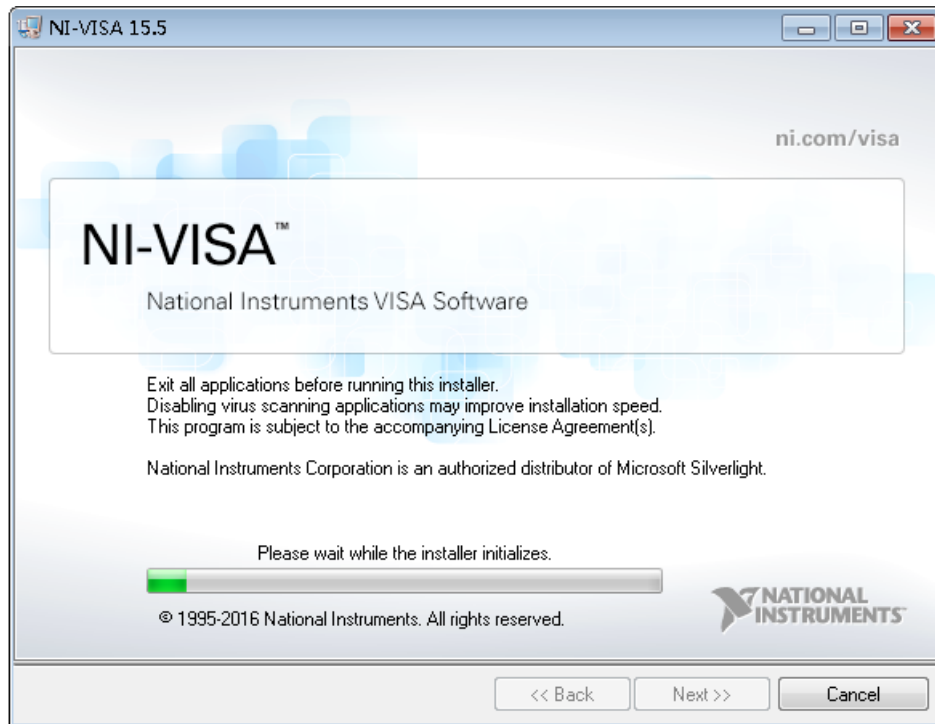 NI-VISA 15.5
ni.com/visa
NI-VISA™
National Instruments VISA Software
Exit all applications before running this installer.
Disabling virus scanning applications may improve installation speed.
This program is subject to the accompanying License Agreement(s).
National Instruments Corporation is an authorized distributor of Microsoft Silverlight.
Please wait while the installer initializes.
© 1995-2016 National Instruments. All rights reserved.
NATIONAL
INSTRUMENTS™
<< Back
Next >>
Cancel